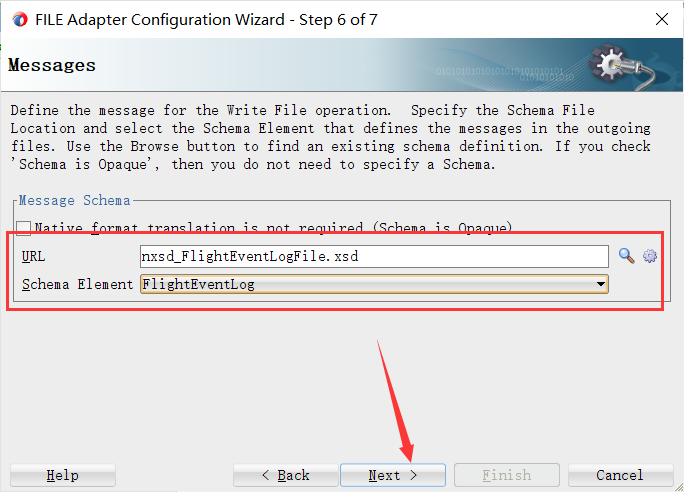 FILE Adapter Configuration Wizard - Step 6 of 7
Messages
Define the message for the Write File operation. Specify the Schema File
Location and select the Schema Element that defines the messages in the outgoing
files. Use the Browse button to find an existing schema definition. If you check
'Schema is Opaque', then you do not need to specify a Schema.
Message Schema
Native format translation is not required (Schema is Opaque)
URL nxsd_FlightEventLogFile.xsd
Schema Element FlightEventLog
Help < Back Next > Finish Cancel